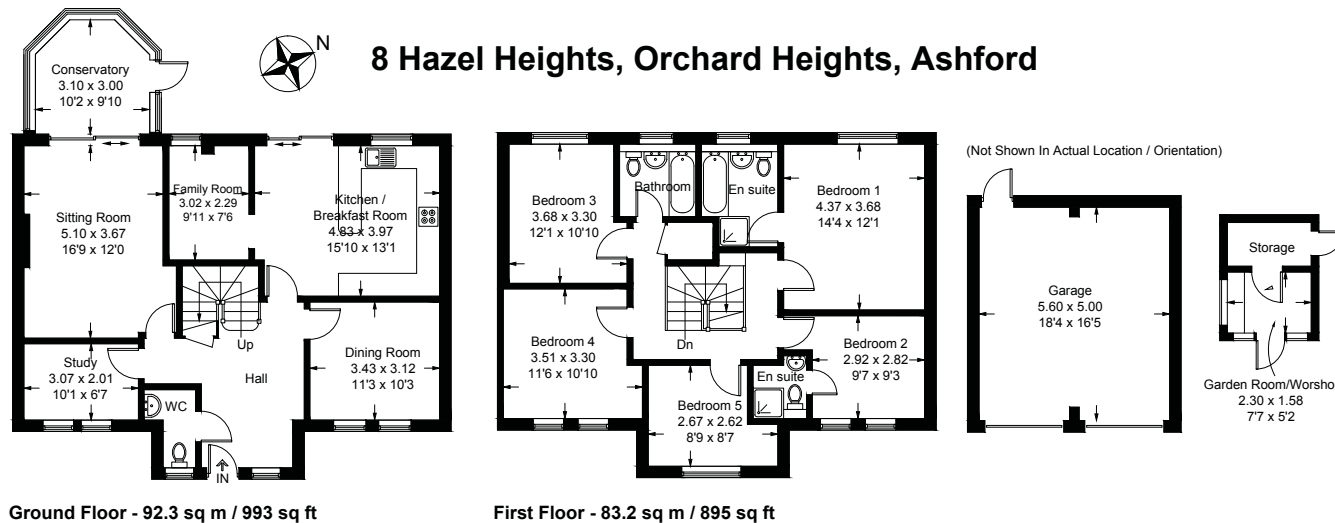 8 Hazel Heights, Orchard Heights, Ashford
N
Conservatory
3.10 x 3.00
10'2 x 9'10
Sitting Room
5.10 x 3.67
16'9 x 12'0
Family Room
3.02 x 2.29
9'11 x 7'6
Kitchen /
Breakfast Room
4.83 x 3.97
15'10 x 13'1
Up
Study
3.07 x 2.01
10'1 x 6'7
Hall
Dining Room
3.43 x 3.12
11'3 x 10'3
WC
IN
Ground Floor - 92.3 sq m / 993 sq ft
Bedroom 3
3.68 x 3.30
12'1 x 10'10
Bathroom
En suite
Bedroom 1
4.37 x 3.68
14'4 x 12'1
Bedroom 4
3.51 x 3.30
11'6 x 10'10
Dn
Bedroom 2
2.92 x 2.82
9'7 x 9'3
En suite
Bedroom 5
2.67 x 2.62
8'9 x 8'7
First Floor - 83.2 sq m / 895 sq ft
(Not Shown In Actual Location / Orientation)
Garage
5.60 x 5.00
18'4 x 16'5
Storage
Garden Room/Worsho
2.30 x 1.58
7'7 x 5'2